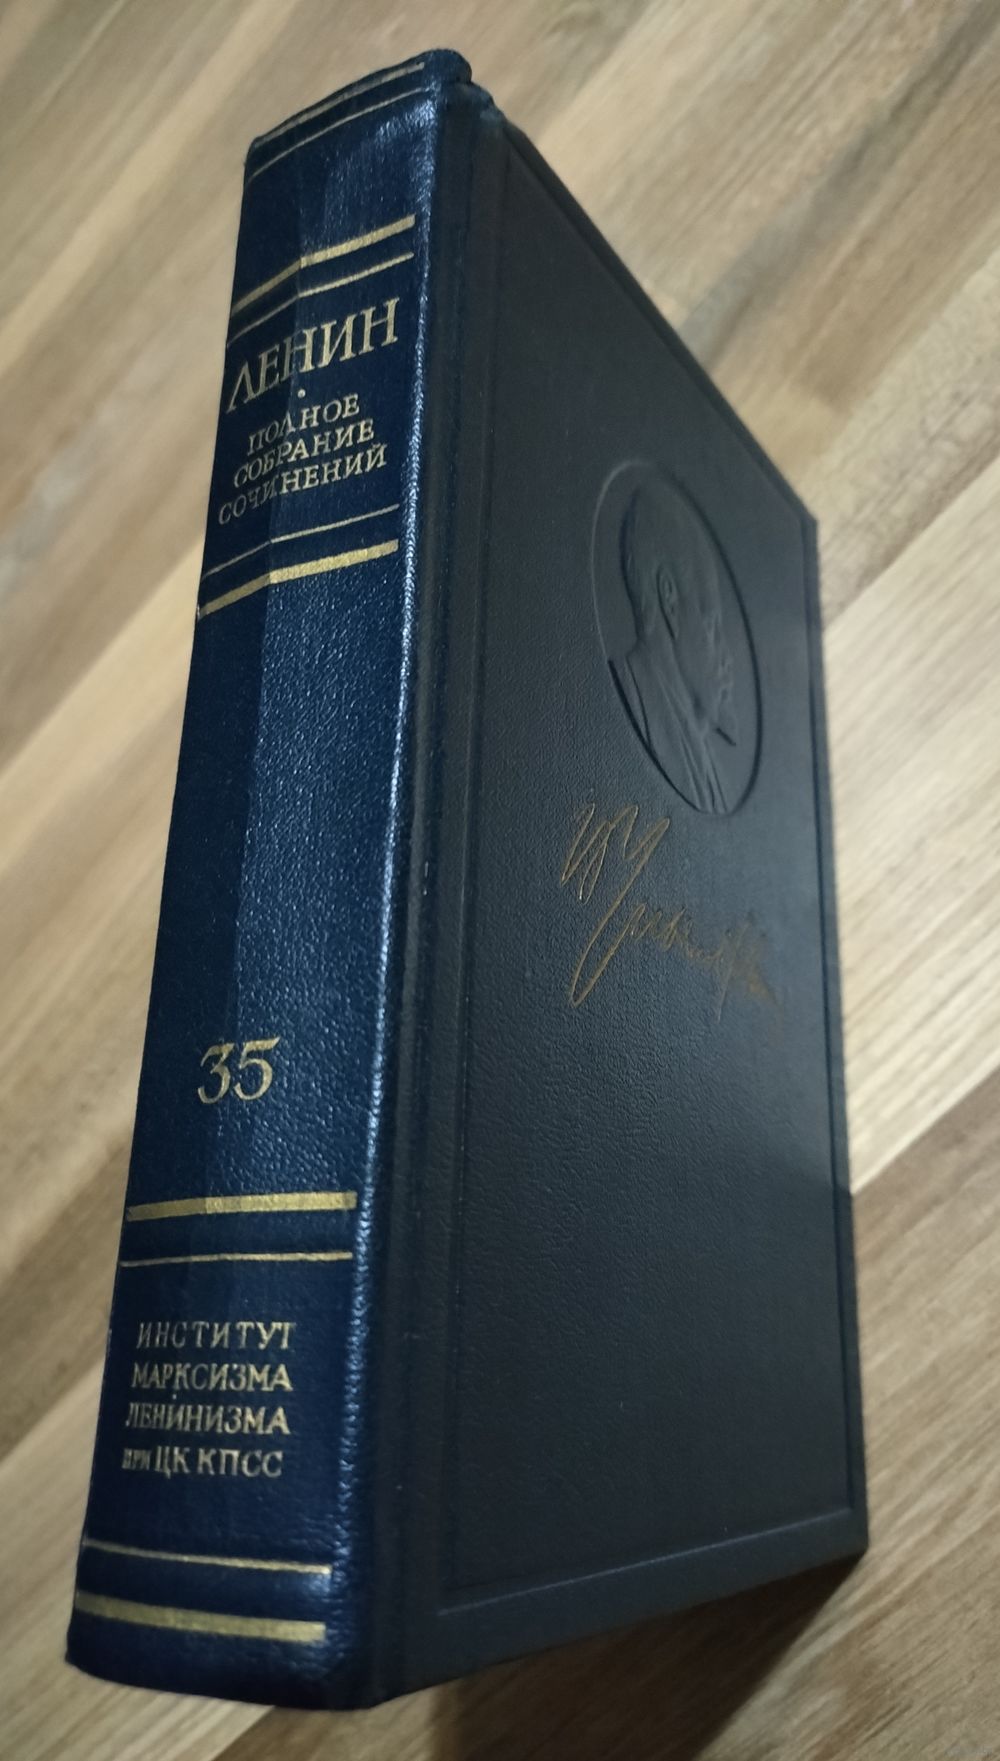 ЛЕНИН
ПОЛНОЕ
СОБРАНИЕ
СОЧИНЕНИЙ
35
ИНСТИТУТ
МАРКСИЗМА
ЛЕНИНИЗМА
ПРИ ЦК КПСС